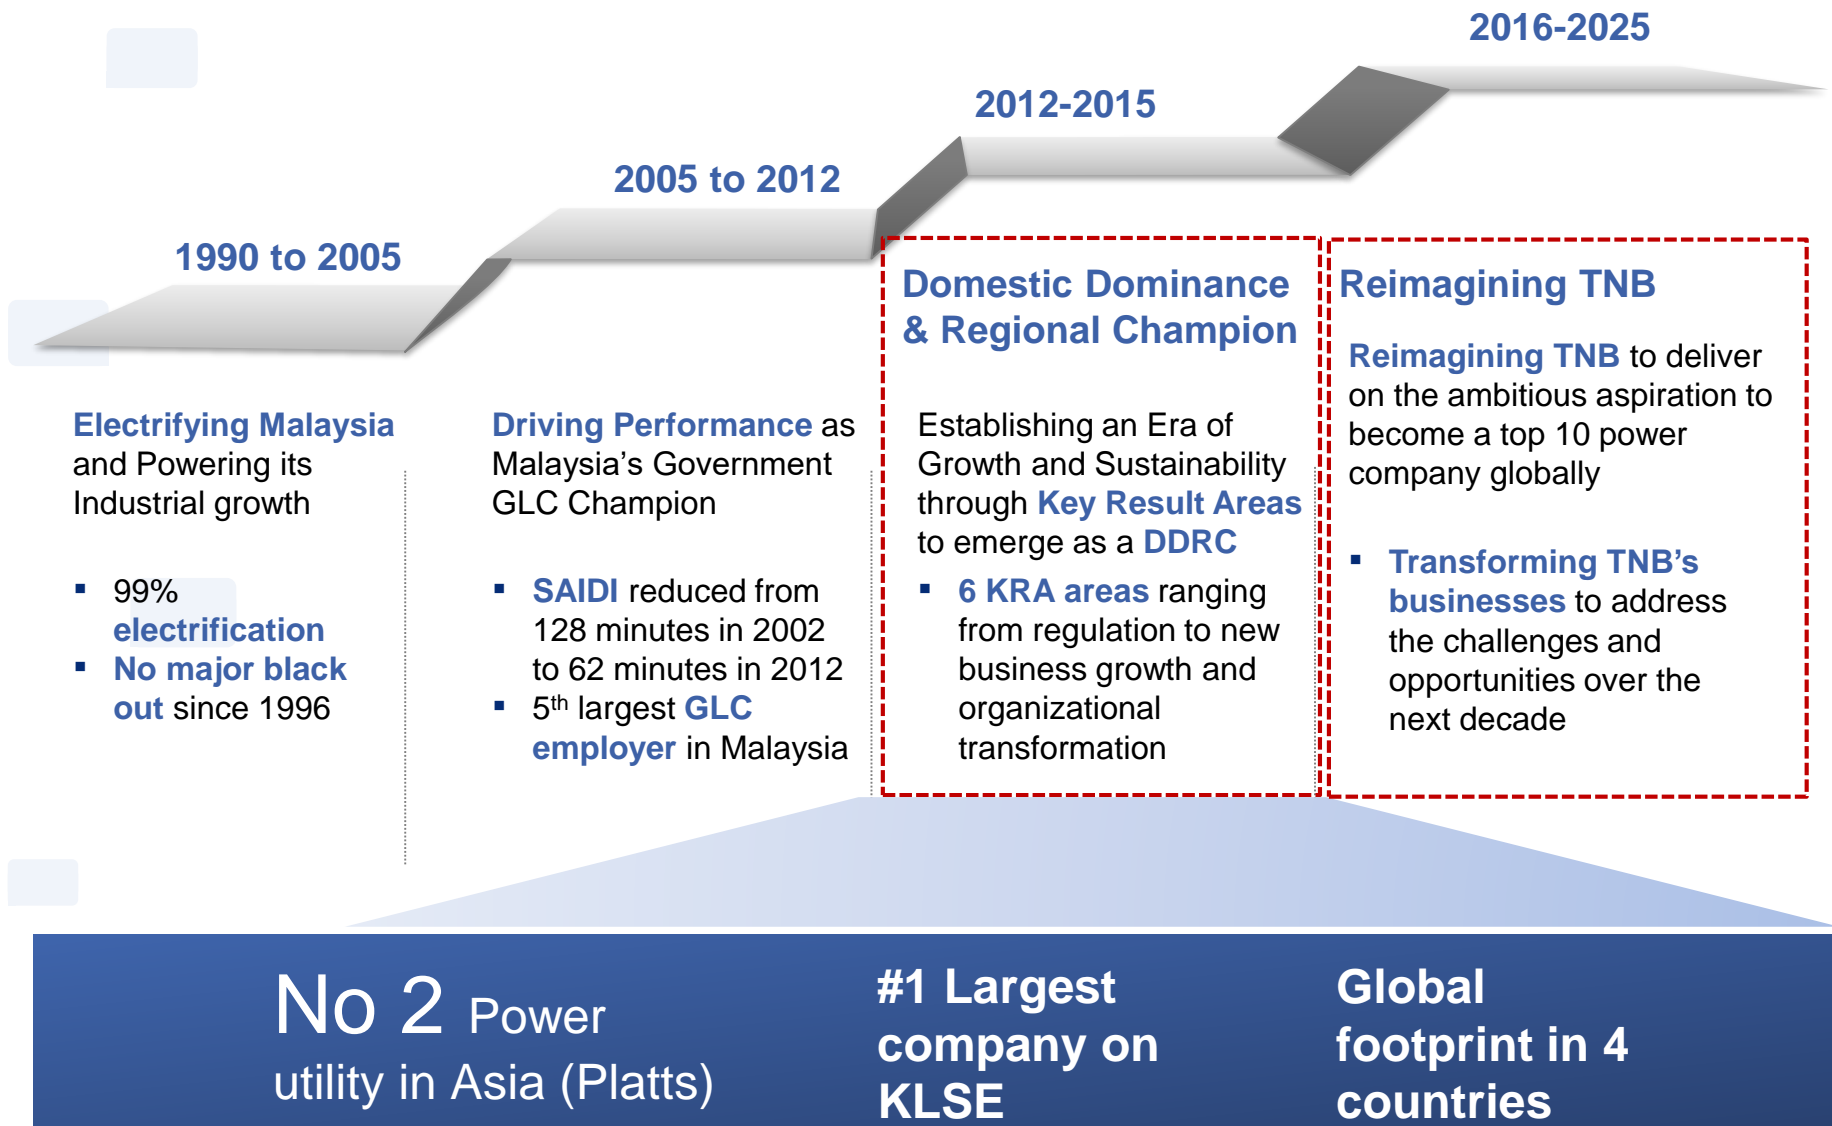 1990 to 2005
Electrifying Malaysia
and Powering its
Industrial growth
▪ 99%
electrification
▪ No major black
out since 1996
2005 to 2012
Driving Performance as
Malaysia’s Government
GLC Champion
▪ SAIDI reduced from
128 minutes in 2002
to 62 minutes in 2012
▪ 5th largest GLC
employer in Malaysia
2012-2015
Domestic Dominance
& Regional Champion
Establishing an Era of
Growth and Sustainability
through Key Result Areas
to emerge as a DDRC
▪ 6 KRA areas ranging
from regulation to new
business growth and
organizational
transformation
2016-2025
Reimagining TNB
Reimagining TNB to deliver
on the ambitious aspiration to
become a top 10 power
company globally
▪ Transforming TNB’s
businesses to address
the challenges and
opportunities over the
next decade
No 2 Power
utility in Asia (Platts)
#1 Largest
company on
KLSE
Global
footprint in 4
countries